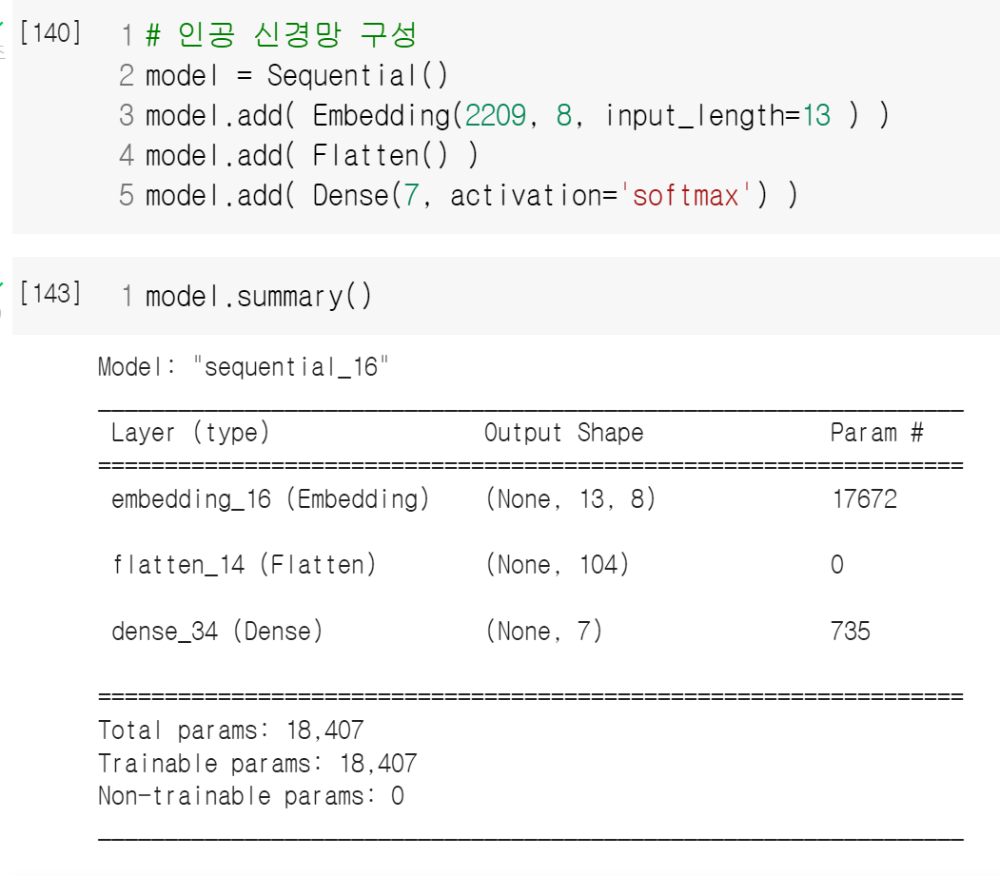 [140] 1 # 인공 신경망 구성
2 model = Sequential()
3 model.add( Embedding(2209, 8, input_length=13 ) )
4 model.add( Flatten() )
5 model.add( Dense(7, activation='softmax') )
[143] 1 model.summary()
Model: "sequential_16"
Layer (type) Output Shape Param #
embedding_16 (Embedding) (None, 13, 8) 17672
flatten_14 (Flatten) (None, 104) 0
dense_34 (Dense) (None, 7) 735
Total params: 18,407
Trainable params: 18,407
Non-trainable params: 0